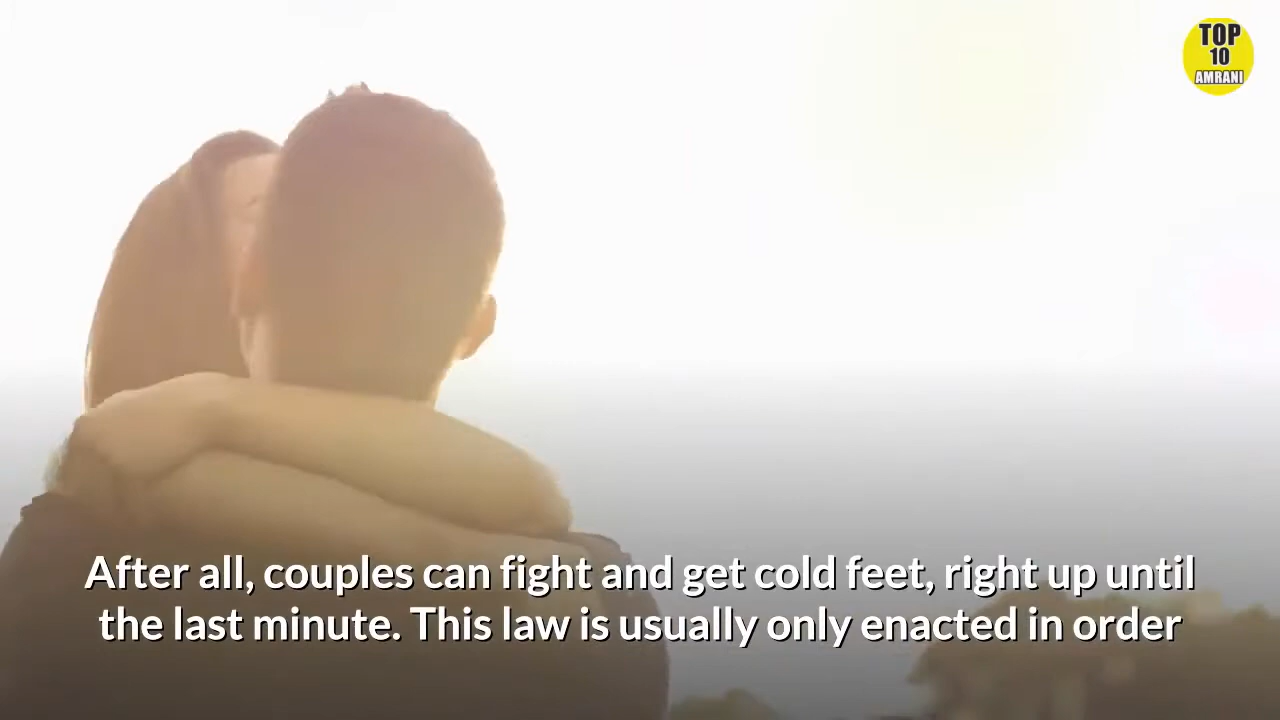 TOP
10
AMRANI
After all, couples can fight and get cold feet, right up until
the last minute. This law is usually only enacted in order